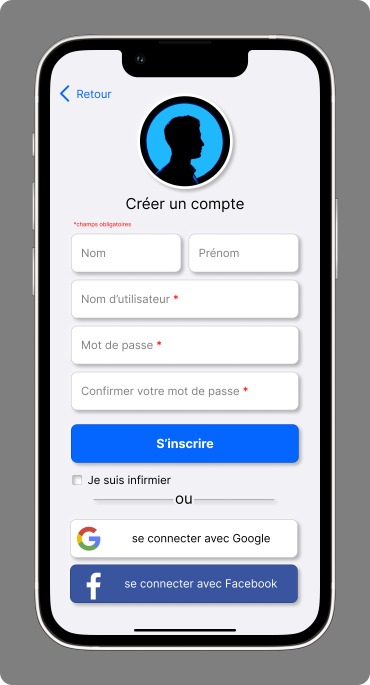 Retour
Créer un compte
*champs obligatoires
Nom
Prénom
Nom d’utilisateur *
Mot de passe *
Confirmer votre mot de passe *
S’inscrire
Je suis infirmier
ou
se connecter avec Google
se connecter avec Facebook